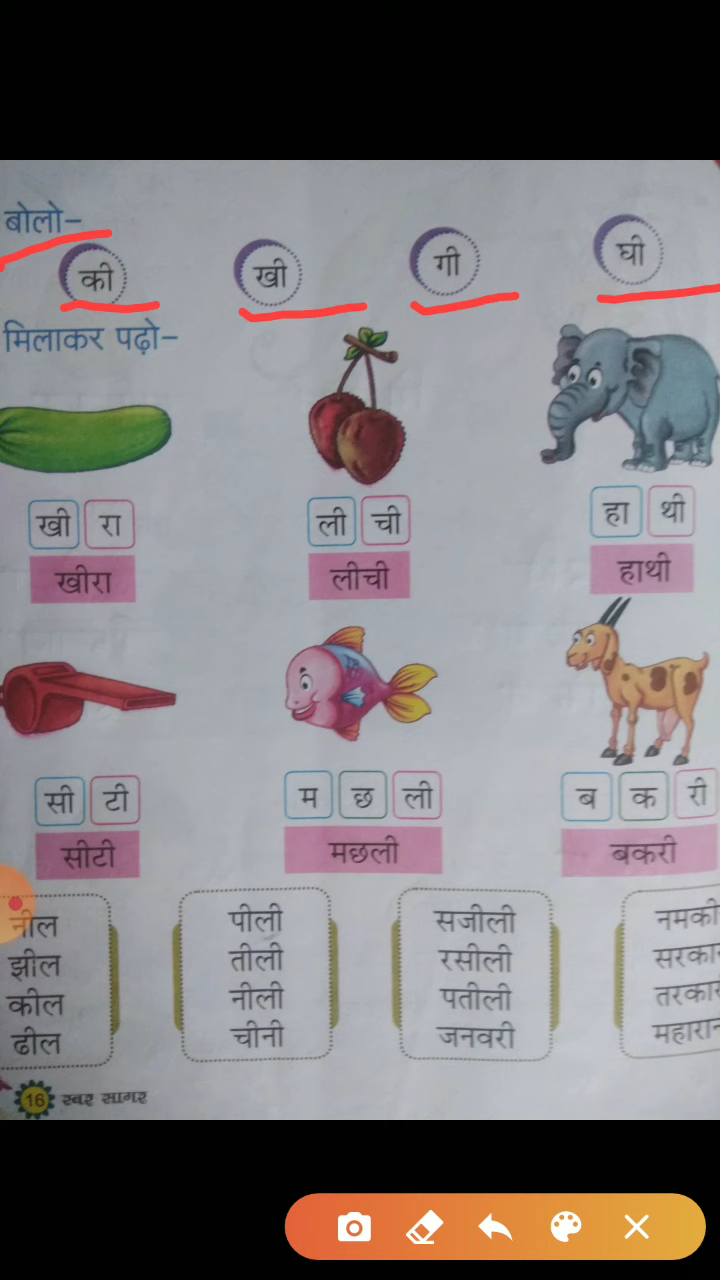 बोलो-
की खी गी घी
मिलाकर पढ़ो-
खी रा ली ची हा थी
खीरा लीची हाथी
सी टी म छ ली ब क री
सीटी मछली बकरी
नील पीली सजीली
झील तीली रसीली
कील नीली पतीली
ढील चीनी जनवरी
16 स्वर सागर